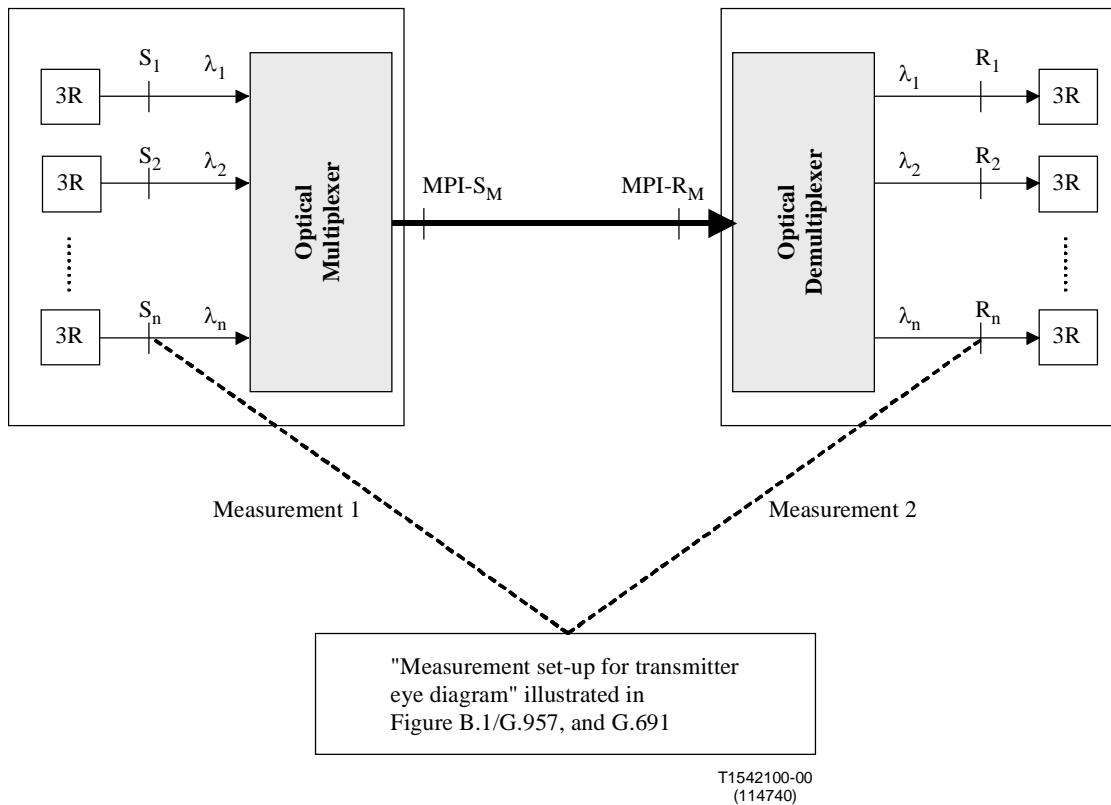 S1
λ1
3R
S2
λ2
3R
Sn
λn
3R
Optical
Multiplexer
MPI-SM
MPI-RM
Optical
Demultiplexer
λ1
R1
3R
λ2
R2
3R
λn
Rn
3R
Measurement 1
Measurement 2
"Measurement set-up for transmitter
eye diagram" illustrated in
Figure B.1/G.957, and G.691
T1542100-00
(114740)